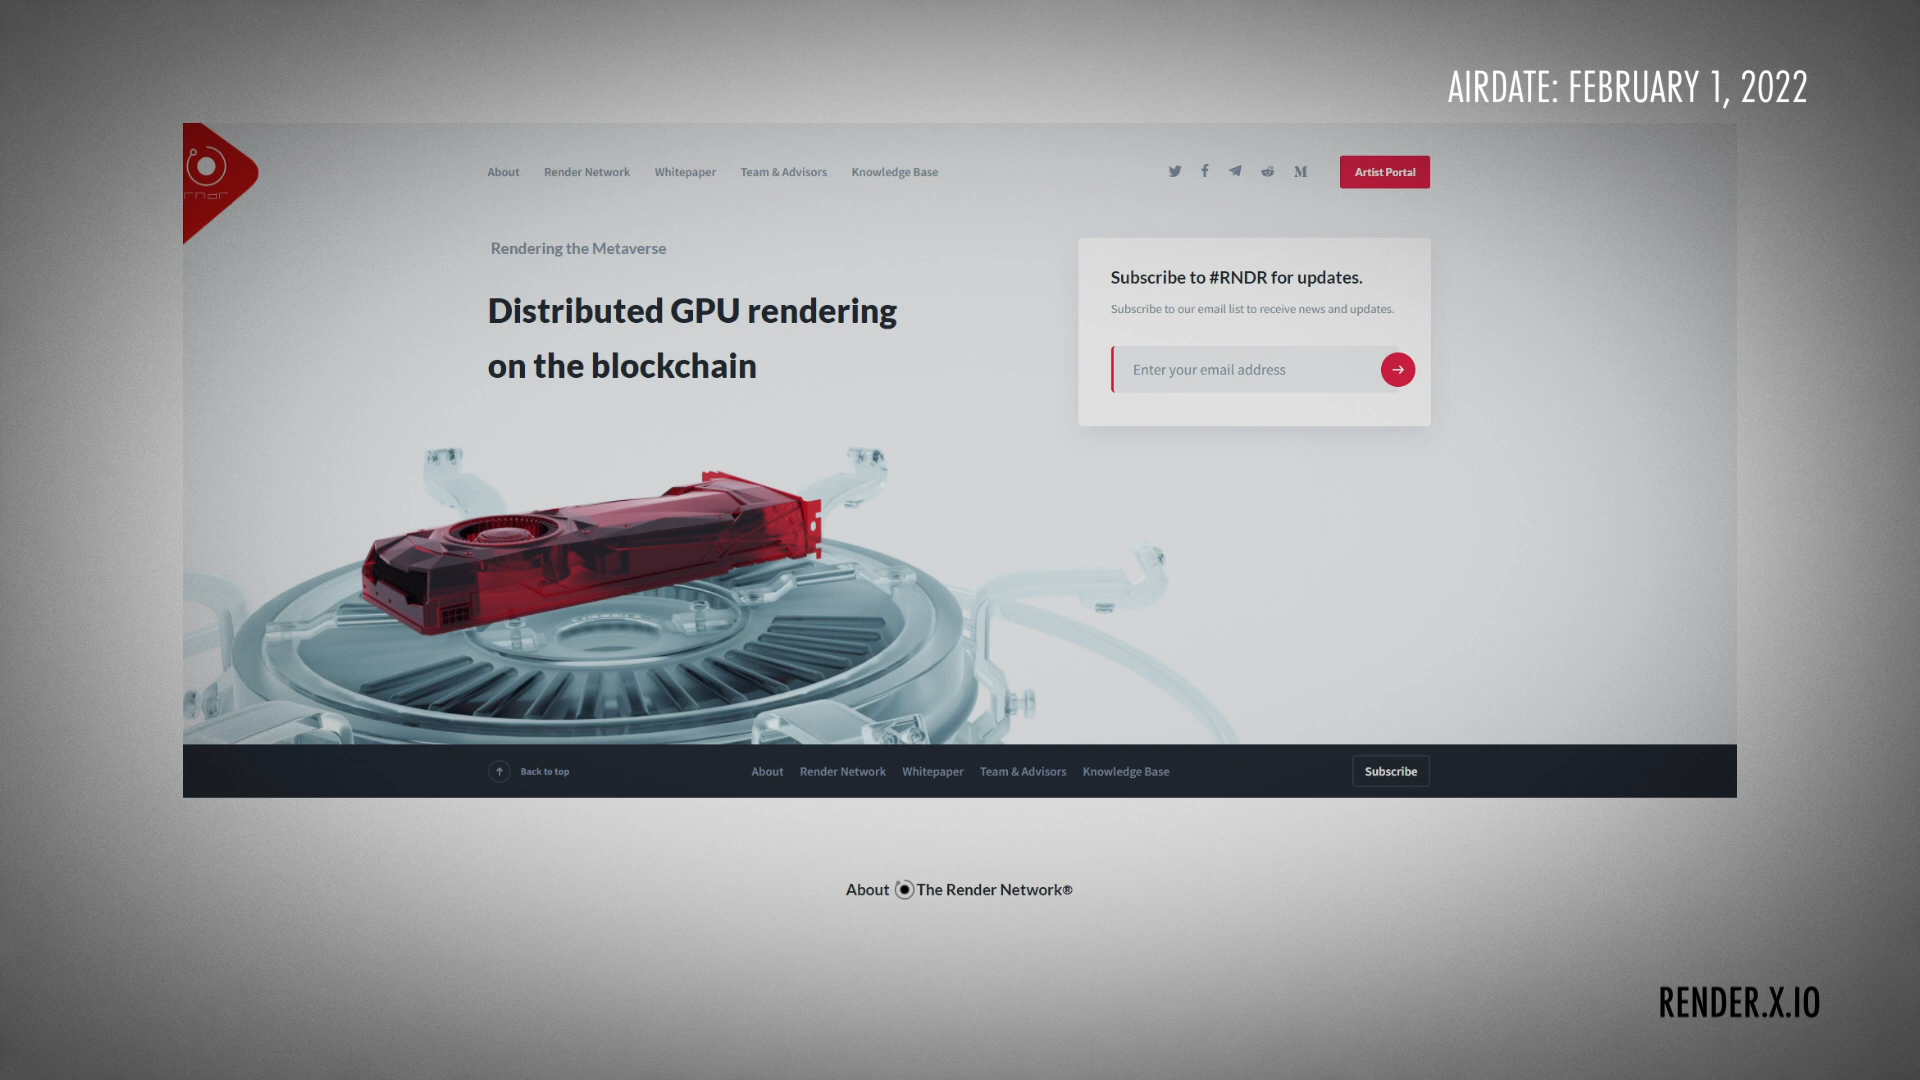 AIRDATE: FEBRUARY 1, 2022
rndr
About Render Network Whitepaper Team & Advisors Knowledge Base
Artist Portal
Rendering the Metaverse
Distributed GPU rendering
on the blockchain
Subscribe to #RNDR for updates.
Subscribe to our email list to receive news and updates.
Enter your email address
Back to top
About Render Network Whitepaper Team & Advisors Knowledge Base
Subscribe
About The Render Network®
RENDER.X.IO